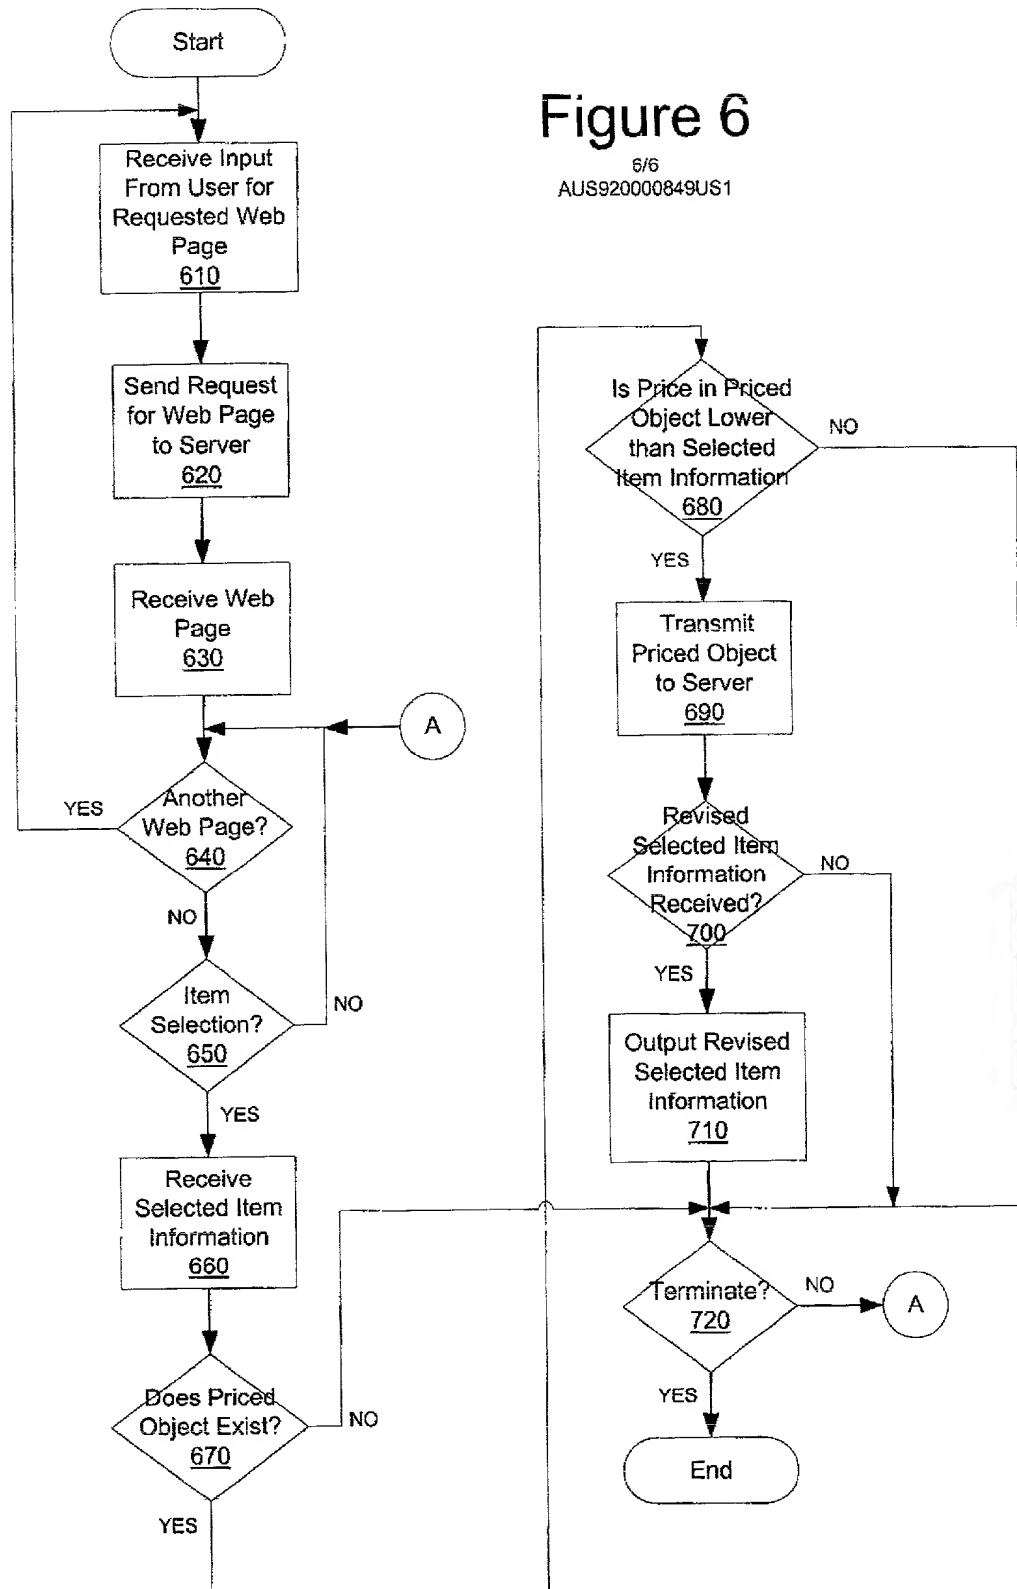 Start
Figure 6
6/6
AUS920000849US1
Receive Input
From User for
Requested Web
Page
610
Send Request
for Web Page
to Server
620
Receive Web
Page
630
A
Another
Web Page?
640
YES
NO
Item
Selection?
650
NO
YES
Receive
Selected Item
Information
660
Does Priced
Object Exist?
670
NO
YES
Is Price in Priced
Object Lower
than Selected
Item Information
680
NO
YES
Transmit
Priced Object
to Server
690
Revised
Selected Item
Information
Received?
700
NO
YES
Output Revised
Selected Item
Information
710
Terminate?
720
NO
A
YES
End